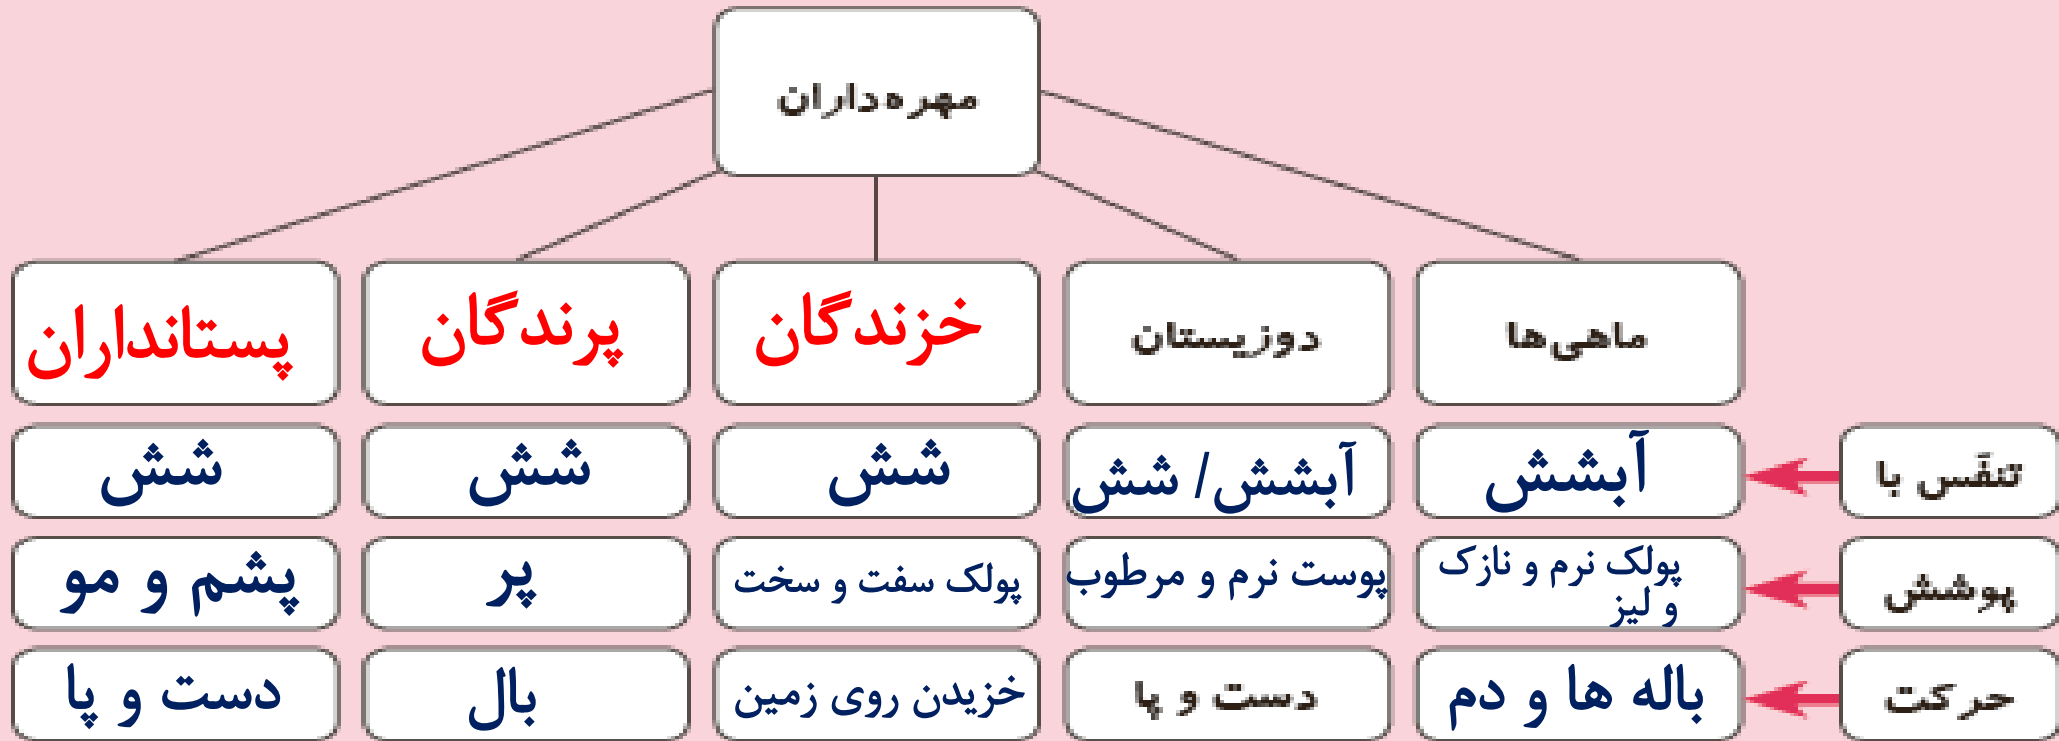 مهره‌داران
ماهی‌ها
دوزیستان
خزندگان
پرندگان
پستانداران
تنفّس با
آبشش
آبشش / شش
شش
شش
شش
پوشش
پولک نرم و نازک
و لیز
پوست نرم و مرطوب
پولک سفت و سخت
پر
پشم و مو
حرکت
باله ها و دم
دست و پا
خزیدن روی زمین
بال
دست و پا